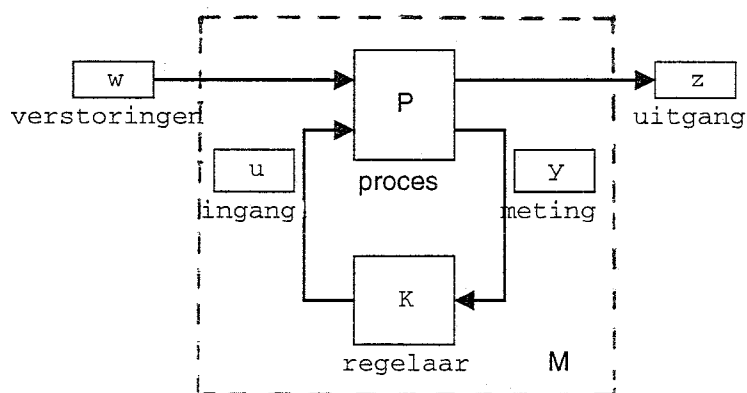 w
verstoringen
P
proces
z
uitgang
u
ingang
y
meting
K
regelaar
M